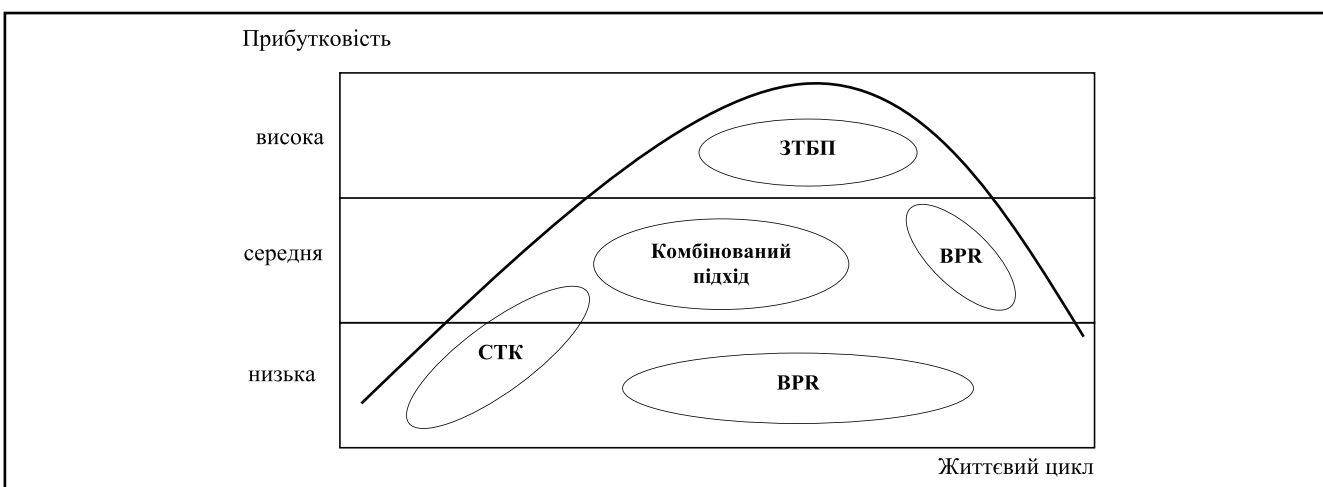 Прибутковість
висока
ЗТБП
середня
Комбінований
підхід
BPR
СТК
низька
BPR
Життєвий цикл